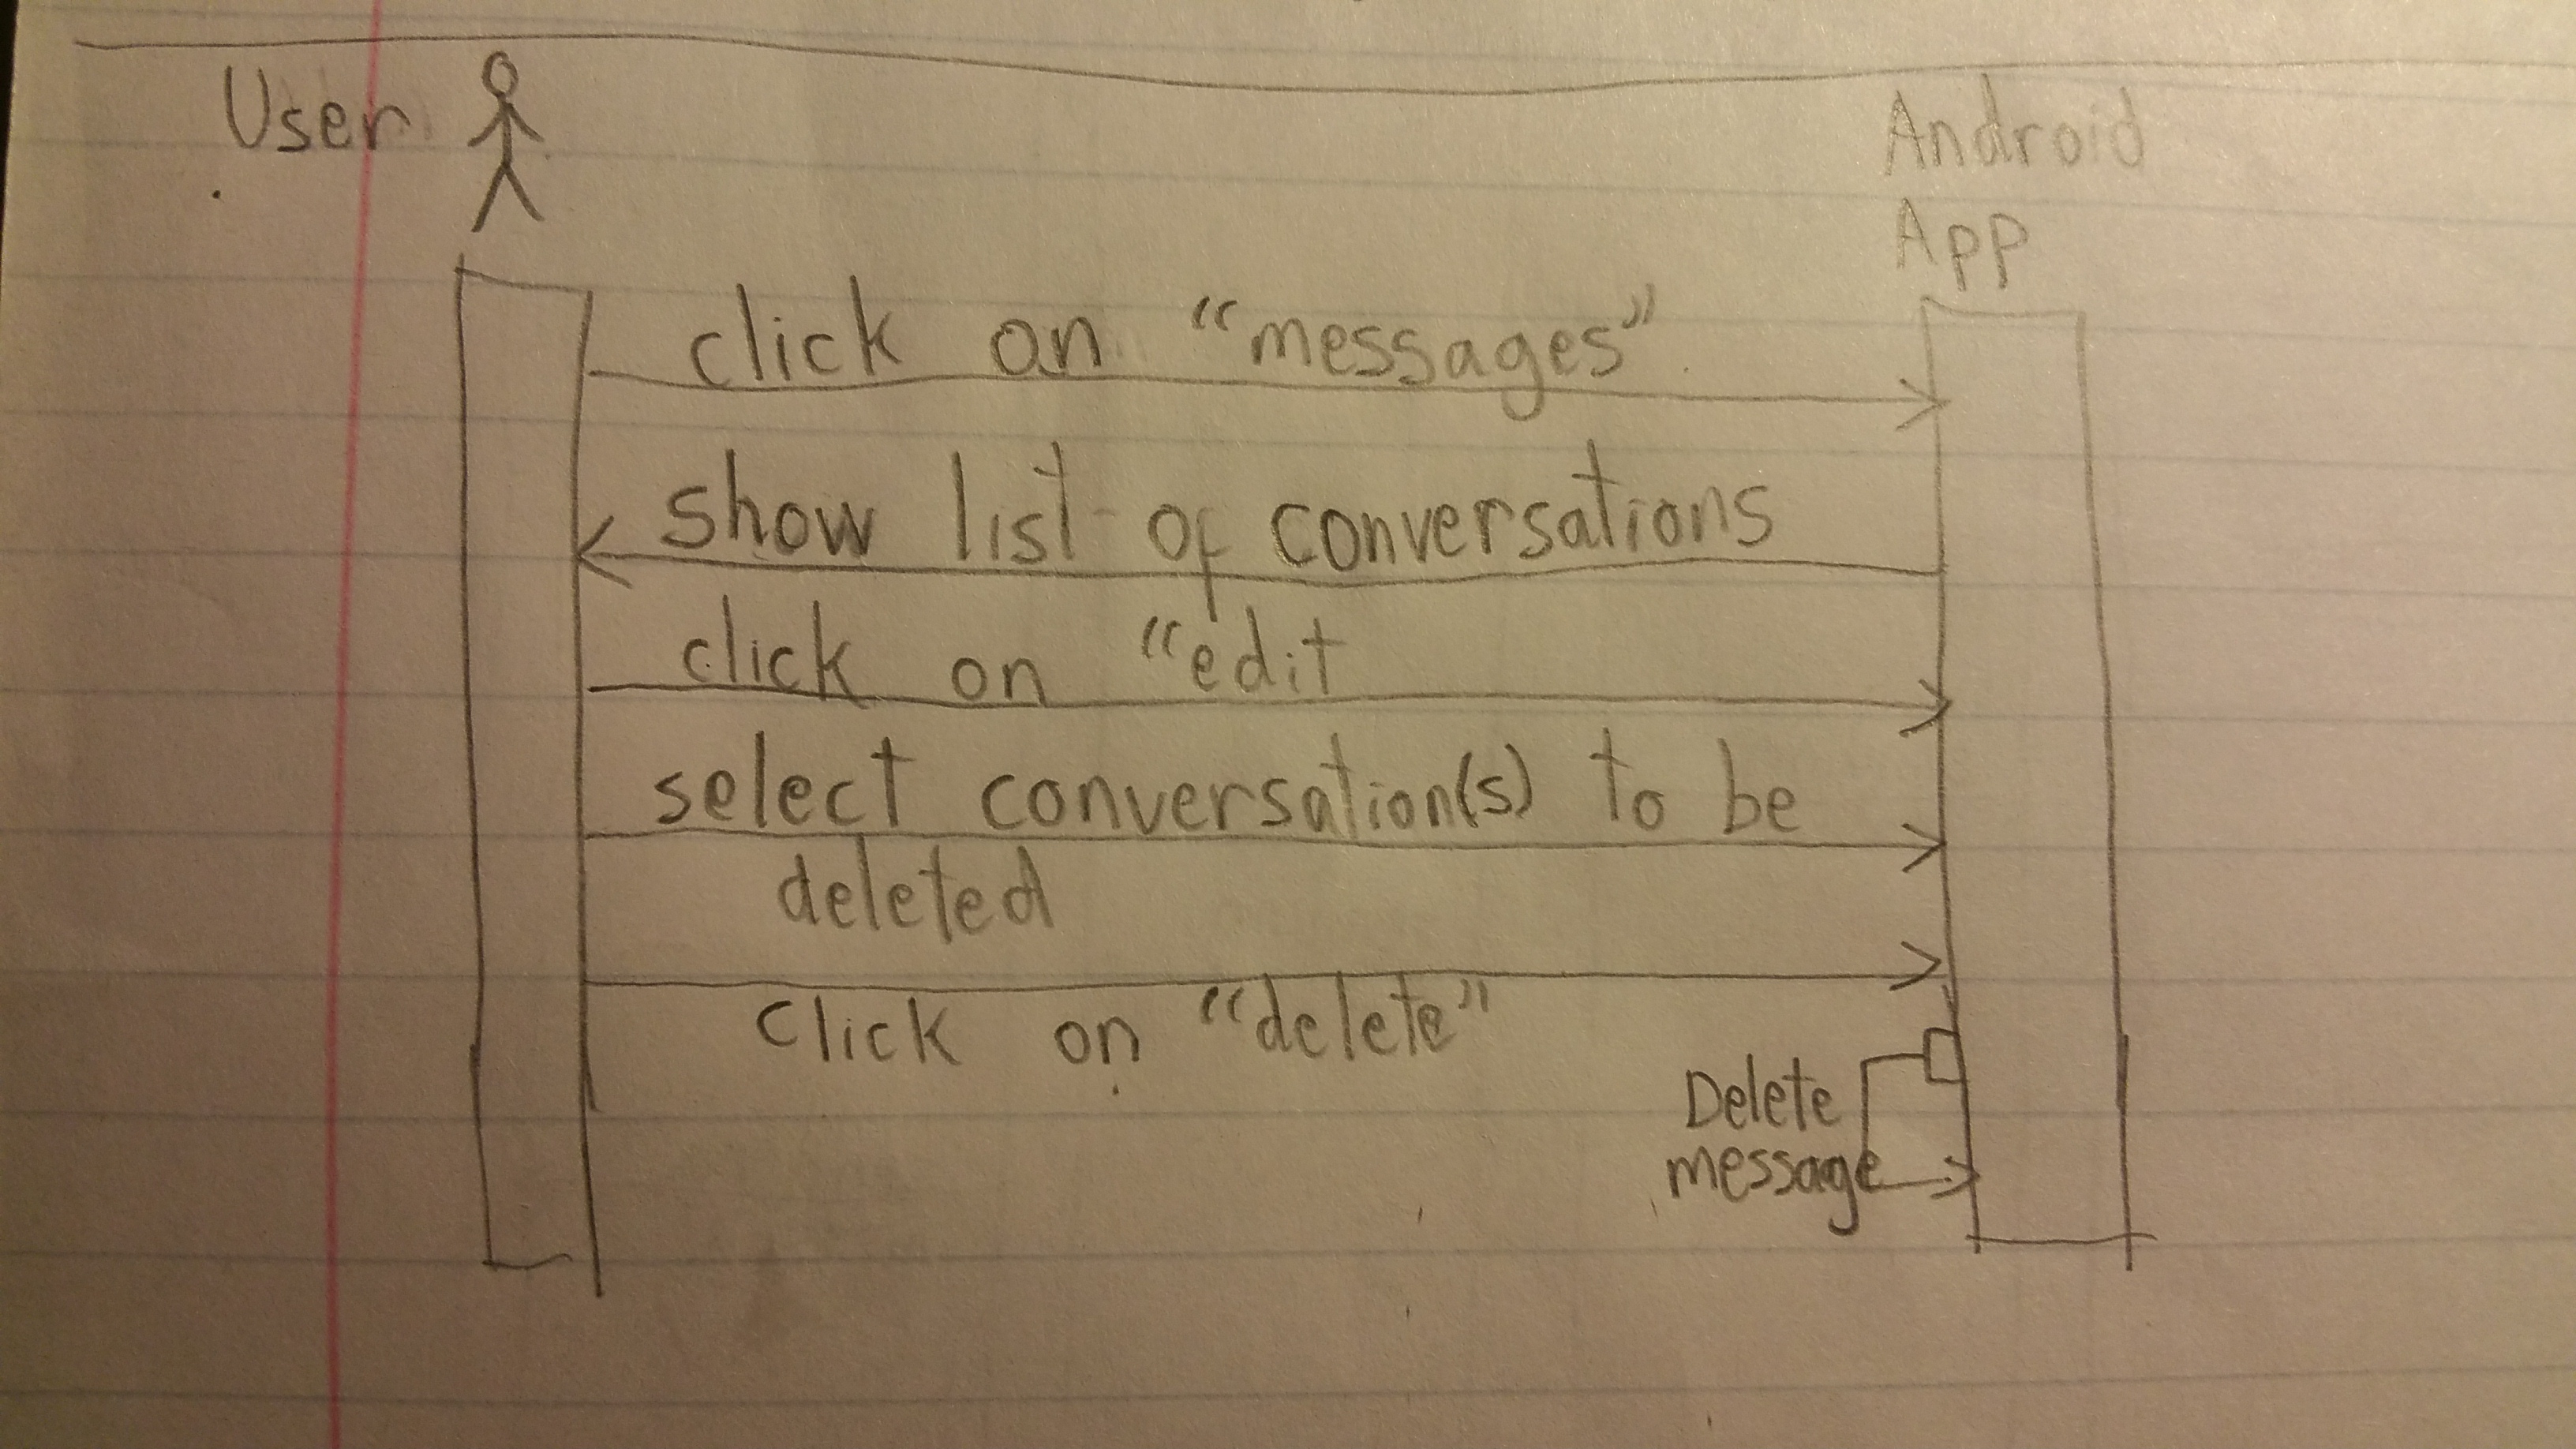 User
Android
App
click on “messages”
show list of conversations
click on “edit
select conversation(s) to be
deleted
click on “delete”
Delete
message